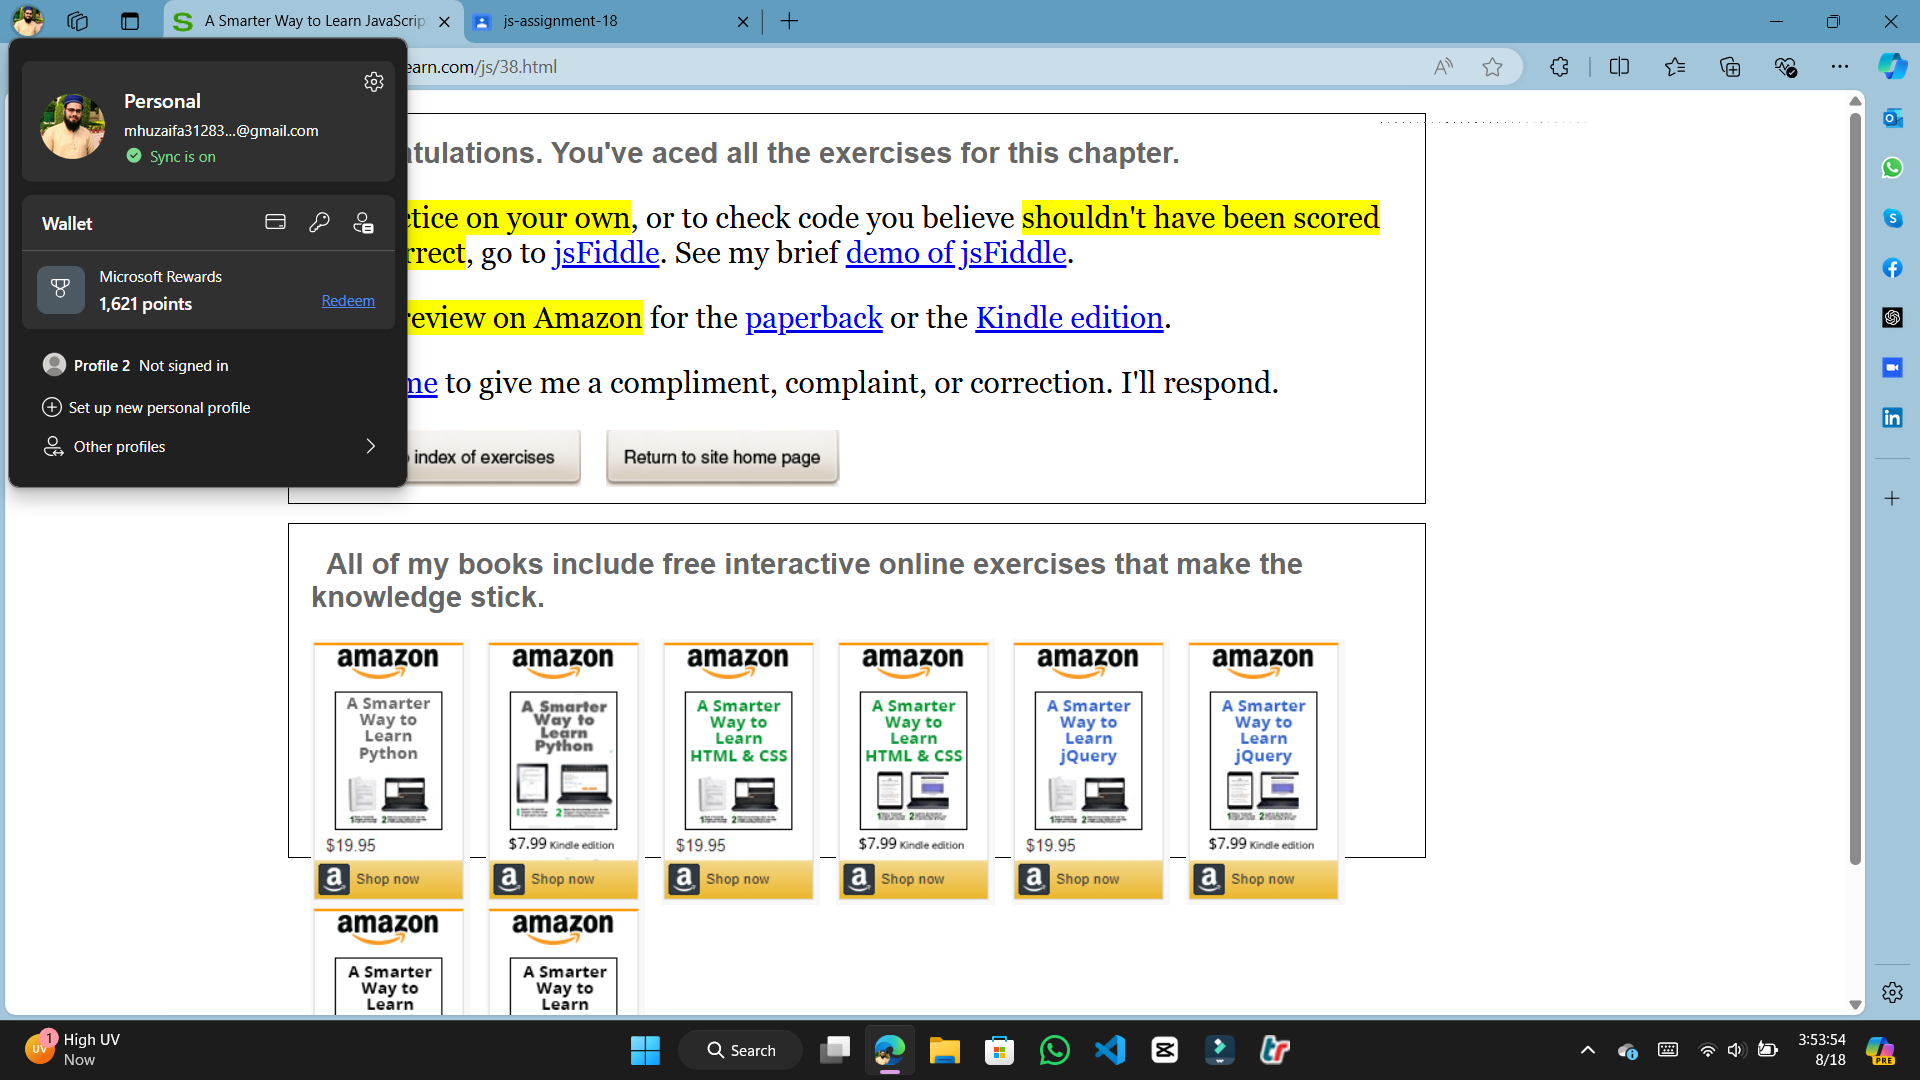 A Smarter Way to Learn JavaScrip
js-assignment-18
earn.com/js/38.html
Personal
mhuzaifa31283...@gmail.com
Sync is on
Wallet
Microsoft Rewards
1,621 points
Redeem
Profile 2 Not signed in
Set up new personal profile
Other profiles
tulations. You've aced all the exercises for this chapter.
ctice on your own, or to check code you believe shouldn't have been scored
rrect, go to jsFiddle. See my brief demo of jsFiddle.
review on Amazon for the paperback or the Kindle edition.
me to give me a compliment, complaint, or correction. I'll respond.
index of exercises
Return to site home page
All of my books include free interactive online exercises that make the
knowledge stick.
amazon
A Smarter
Way to
Learn
Python
$19.95
Shop now
amazon
A Smarter
Way to
Learn
Python
$7.99 Kindle edition
Shop now
amazon
A Smarter
Way to
Learn
HTML & CSS
$19.95
Shop now
amazon
A Smarter
Way to
Learn
HTML & CSS
$7.99 Kindle edition
Shop now
amazon
A Smarter
Way to
Learn
jQuery
$19.95
Shop now
amazon
A Smarter
Way to
Learn
jQuery
$7.99 Kindle edition
Shop now
amazon
A Smarter
Way to
Learn
amazon
A Smarter
Way to
Learn
UV
1
High UV
Now
Search
3:53:54
8/18
PRE